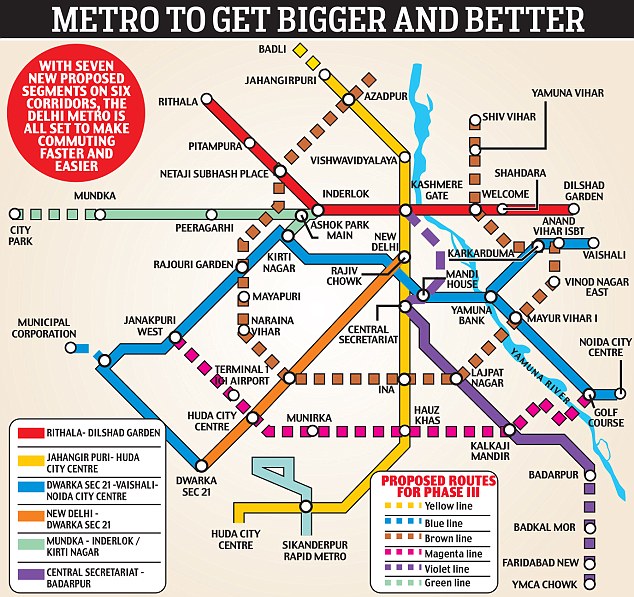 METRO TO GET BIGGER AND BETTER
WITH SEVEN
NEW PROPOSED
SEGMENTS ON SIX
CORRIDORS, THE
DELHI METRO IS
ALL SET TO MAKE
COMMUTING
FASTER AND
EASIER
BADLI
JAHANGIRPURI
AZADPUR
RITHALA
YAMUNA VIHAR
SHIV VIHAR
PITAMPURA
VISHWAVIDYALAYA
NETAJI SUBHASH PLACE
SHAHDARA
MUNDKA
INDERLOK
KASHMERE
GATE
WELCOME
DILSHAD
GARDEN
CITY
PARK
PEERAGARHI
ASHOK PARK
MAIN
ANAND
VIHAR ISBT
NEW
DELHI
KARKARDUMA
VAISHALI
KIRTI
NAGAR
RAJOURI GARDEN
RAJIV
CHOWK
MANDI
HOUSE
VINOD NAGAR
EAST
MAYAPURI
CENTRAL
SECRETARIAT
YAMUNA
BANK
MAYUR VIHAR I
MUNICIPAL
CORPORATION
JANAKPURI
WEST
NARAINA
VIHAR
NOIDA CITY
CENTRE
YAMUNA RIVER
TERMINAL 1
IGI AIRPORT
INA
LAJPAT
NAGAR
HUDA CITY
CENTRE
MUNIRKA
HAUZ
KHAS
GOLF
COURSE
KALKAJI
MANDIR
DWARKA
SEC 21
BADARPUR
HUDA CITY
CENTRE
SIKANDERPUR
RAPID METRO
BADKAL MOR
FARIDABAD NEW
YMCA CHOWK
RITHALA- DILSHAD GARDEN
JAHANGIR PURI- HUDA
CITY CENTRE
DWARKA SEC 21 -VAISHALI-
NOIDA CITY CENTRE
NEW DELHI -
DWARKA SEC 21
MUNDKA - INDERLOK /
KIRTI NAGAR
CENTRAL SECRETARIAT -
BADARPUR
PROPOSED ROUTES
FOR PHASE III
Yellow line
Blue line
Brown line
Magenta line
Violet line
Green line